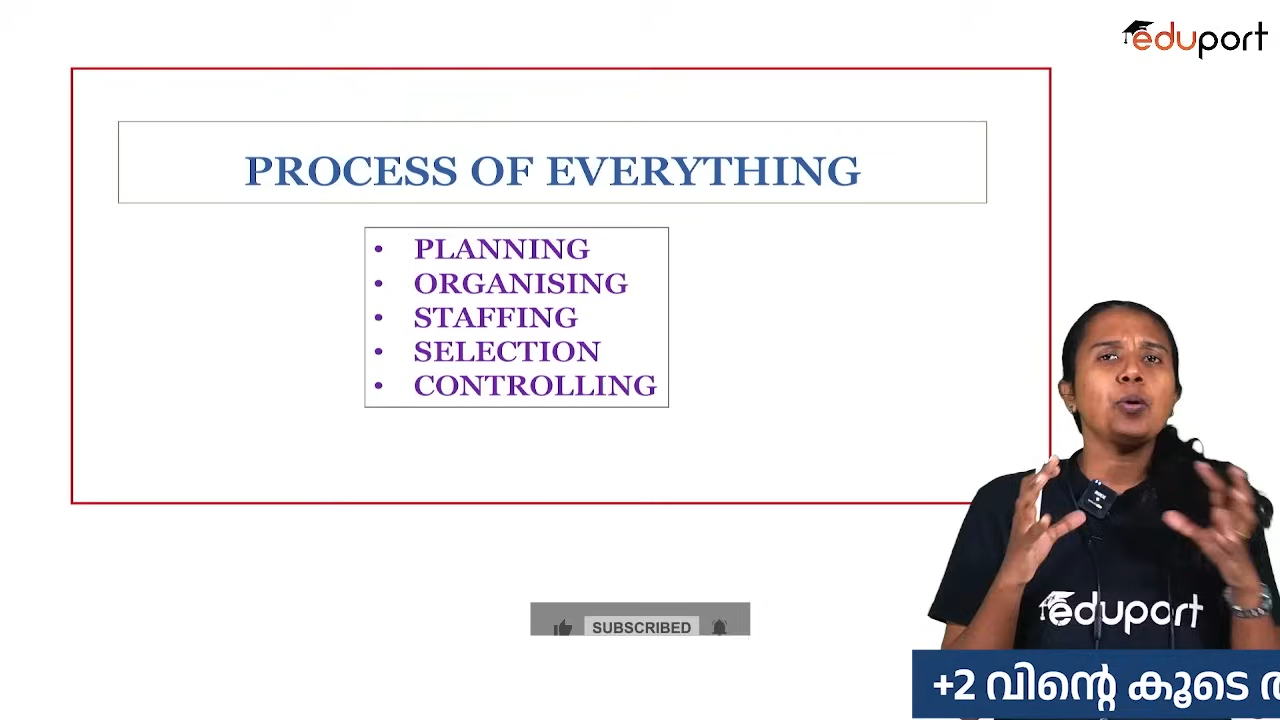 eduport
PROCESS OF EVERYTHING
• PLANNING
• ORGANISING
• STAFFING
• SELECTION
• CONTROLLING
eduport
SUBSCRIBED
+2 വിന്റെ കൂടെ